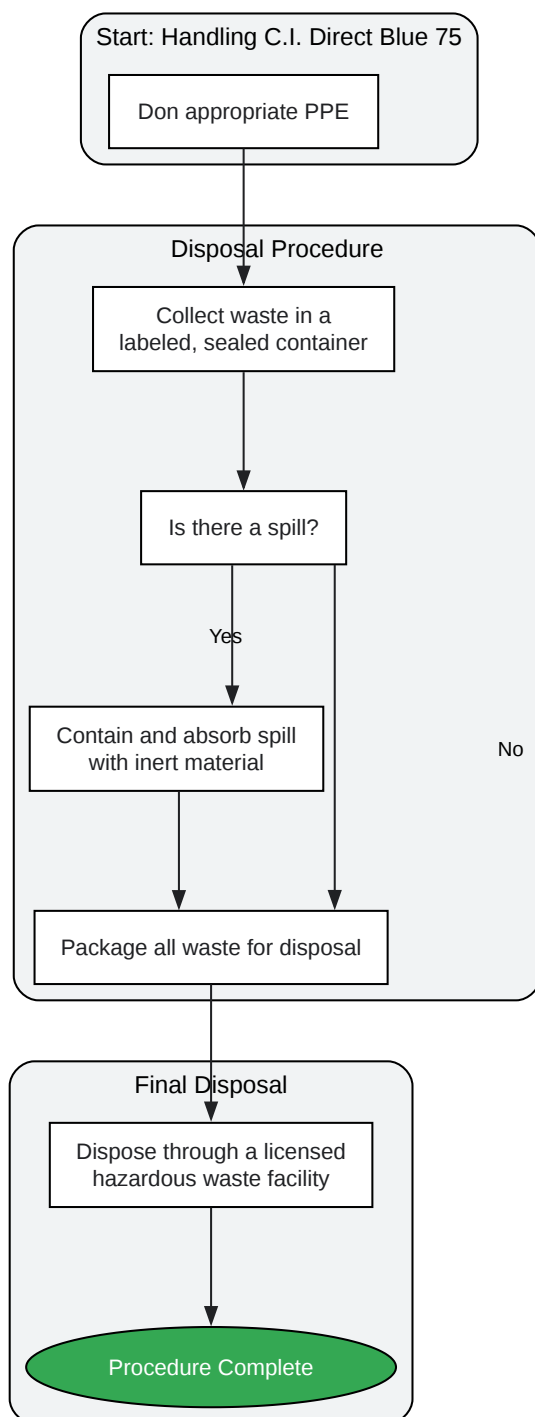 Start: Handling C.I. Direct Blue 75
Don appropriate PPE
Disposal Procedure
Collect waste in a
labeled, sealed container
Is there a spill?
Yes
Contain and absorb spill
with inert material
No
Package all waste for disposal
Final Disposal
Dispose through a licensed
hazardous waste facility
Procedure Complete